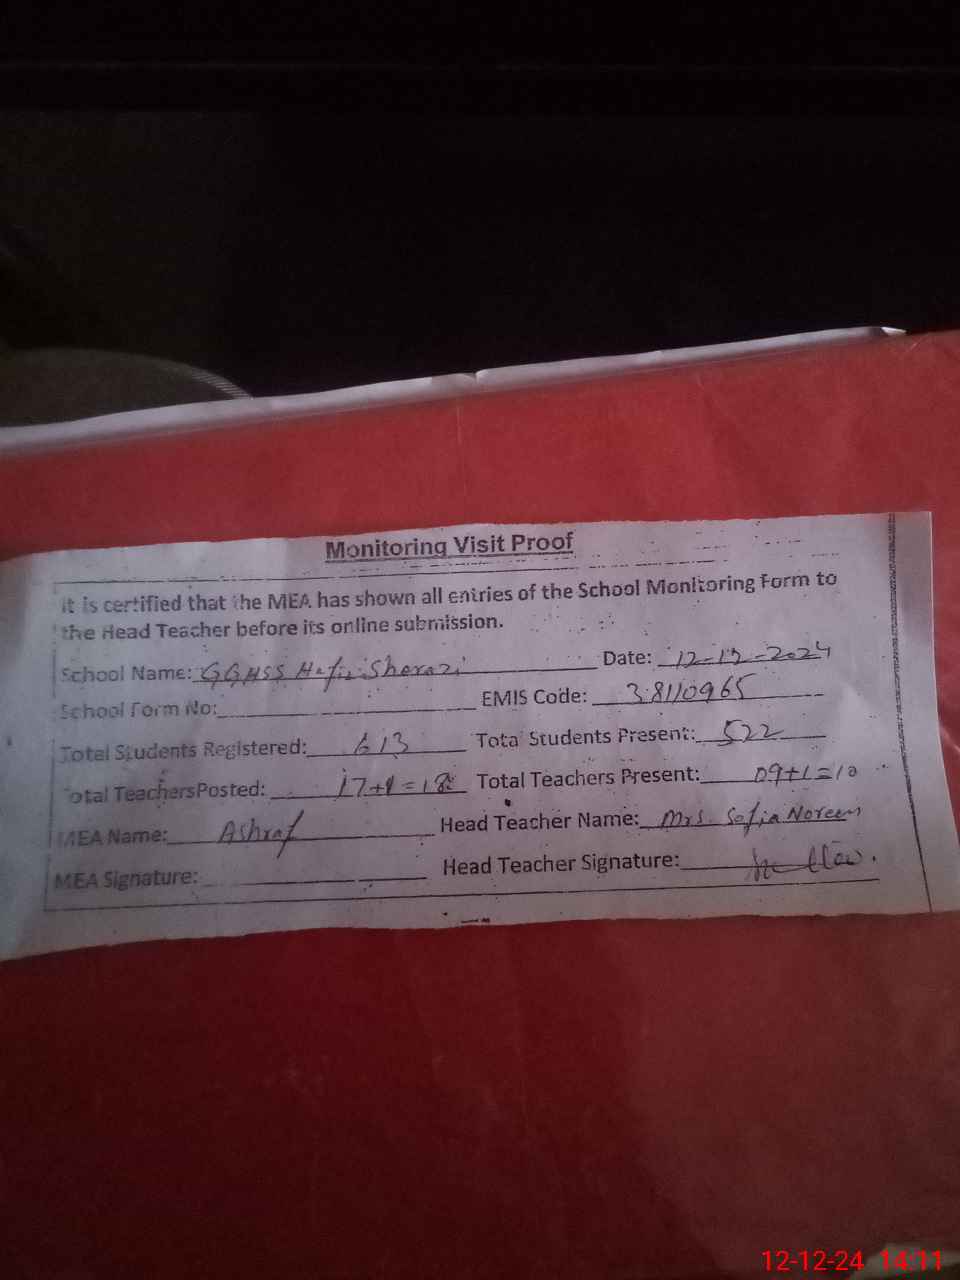 Monitoring Visit Proof
It is certified that the MEA has shown all entries of the School Monitoring Form to
the Head Teacher before its online submission.
School Name: GGHSS Hafiz Sherazi Date: 12-12-2024
School Form No: EMIS Code: 38110965
Total Students Registered: 613 Total Students Present: 522
Total TeachersPosted: 17+1=18 Total Teachers Present: 09+1=10
MEA Name: Ashraf Head Teacher Name: Mrs. Sofia Noreen
MEA Signature: Head Teacher Signature:
12-12-24 14:11